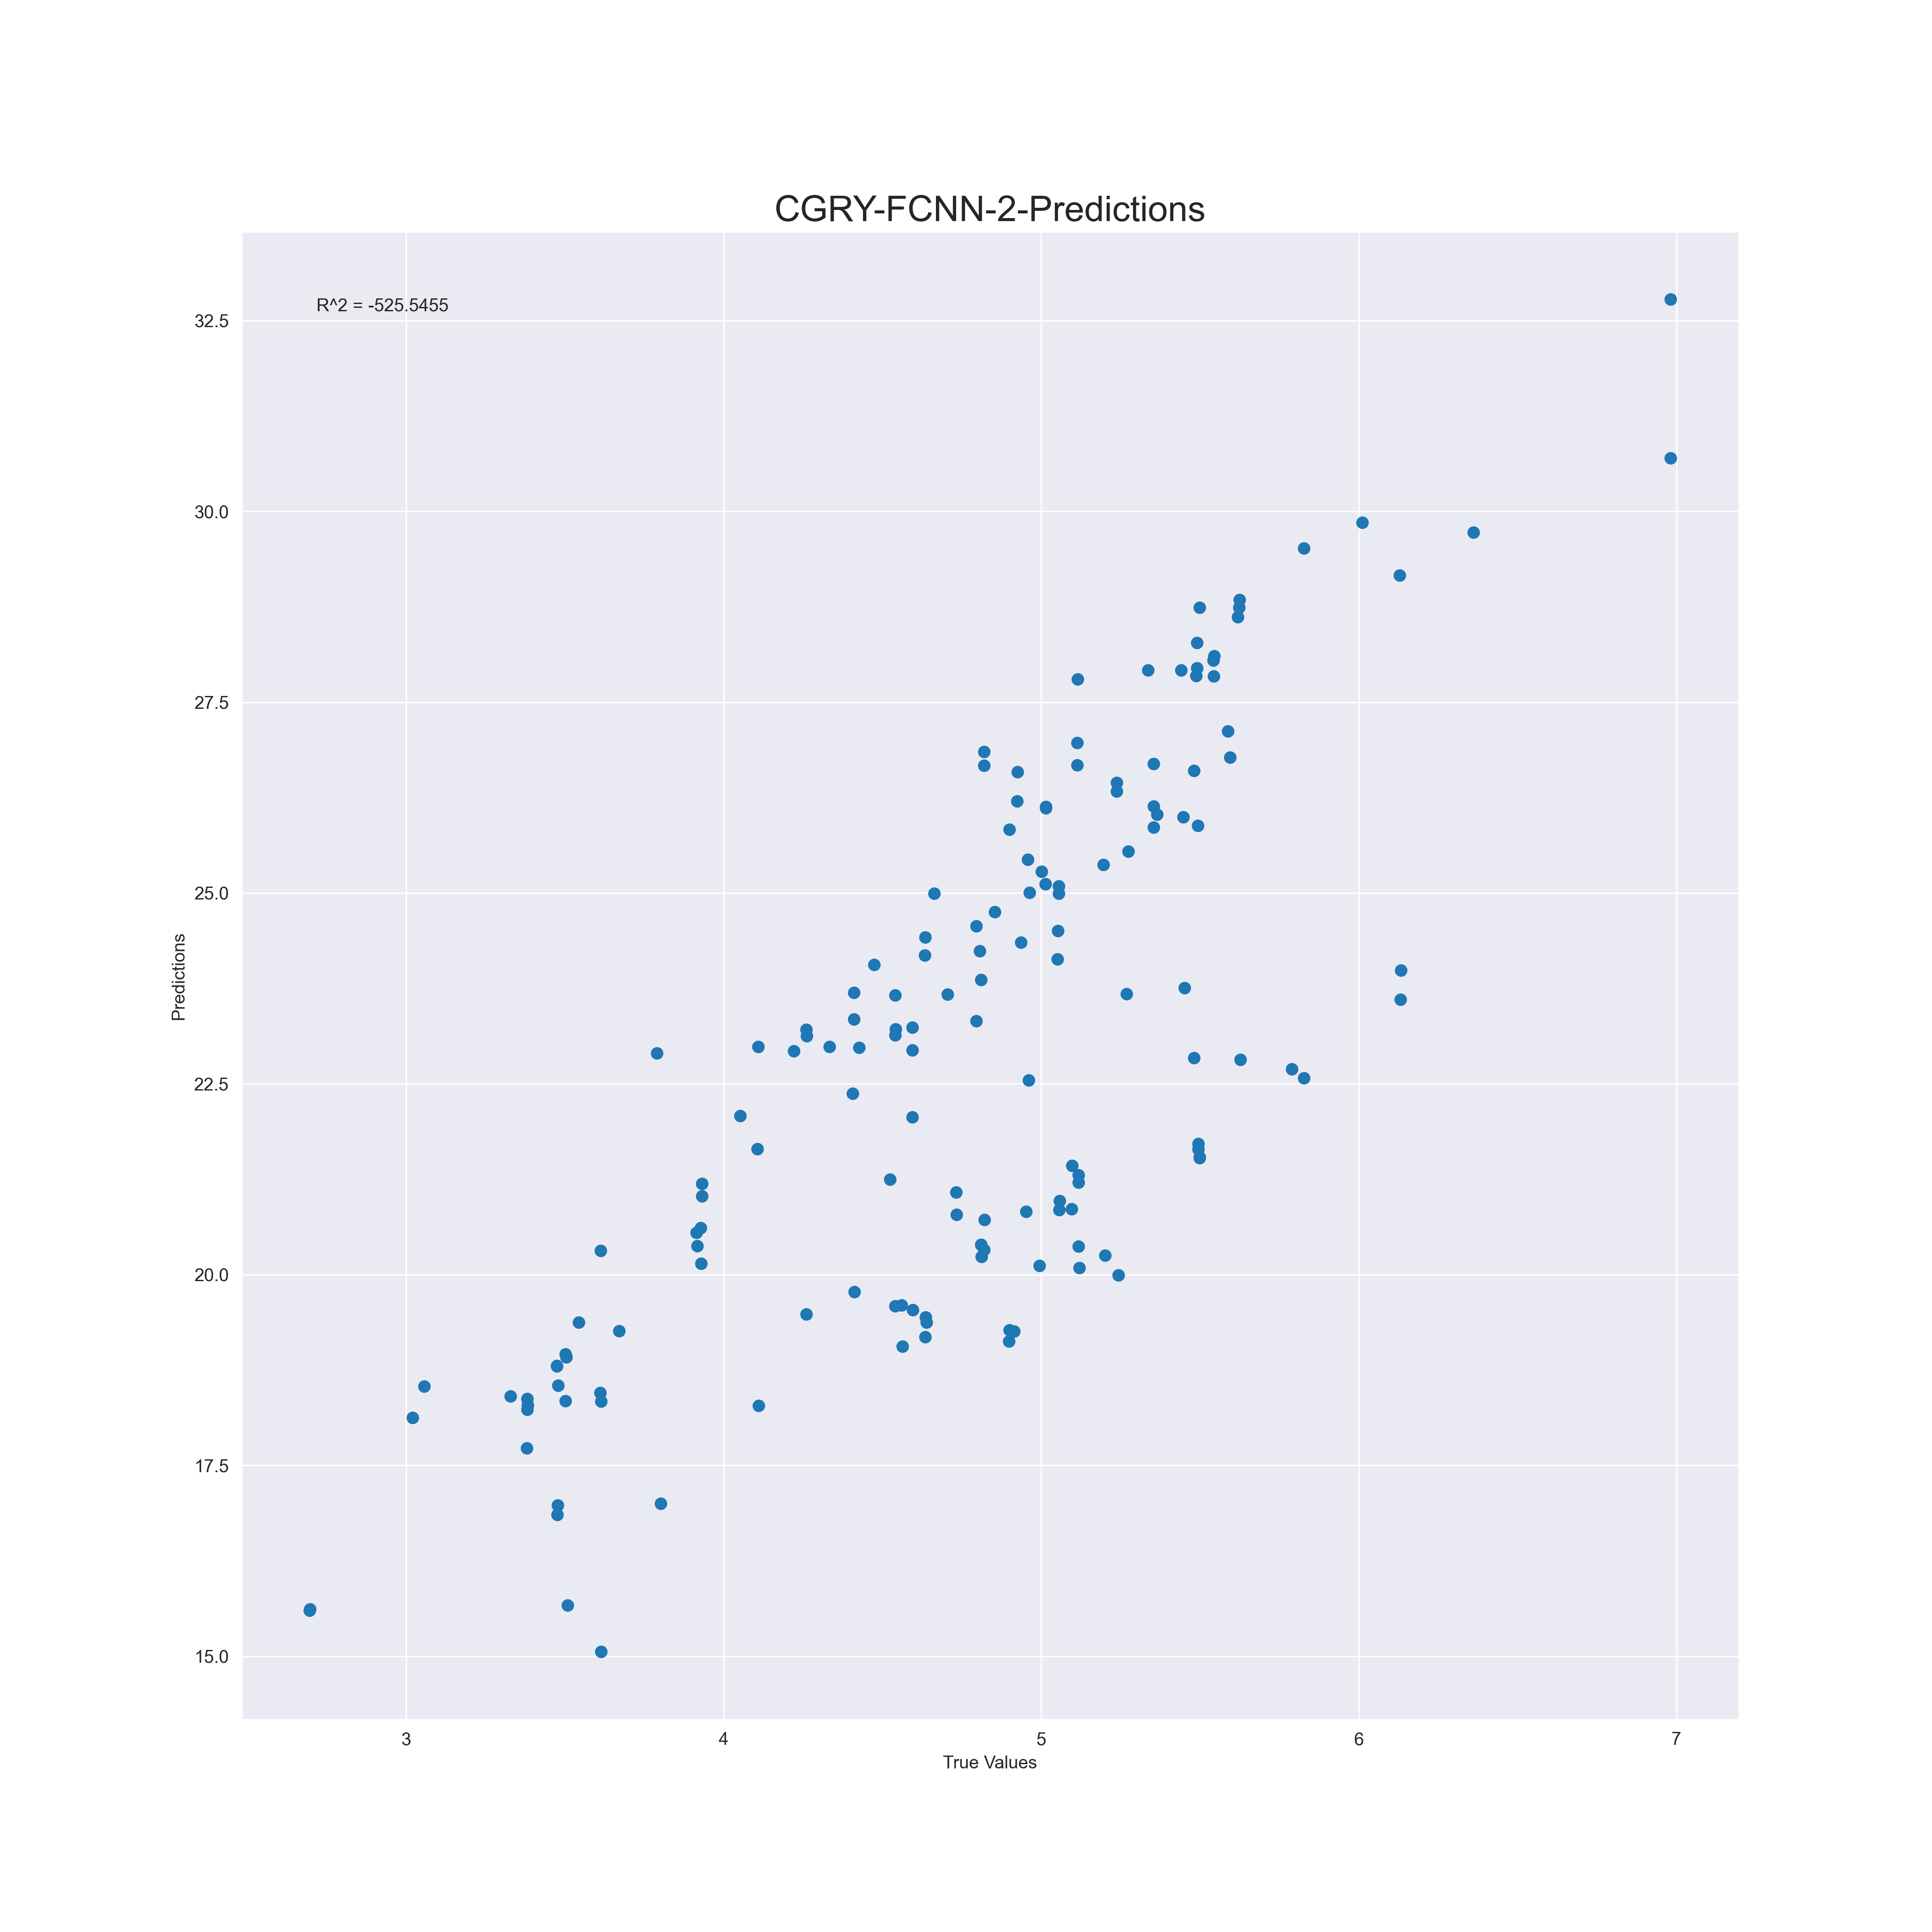 CGRY-FCNN-2-Predictions
R^2 = -525.5455
32.5
30.0
27.5
25.0
22.5
20.0
17.5
15.0
Predictions
3 4 5 6 7
True Values